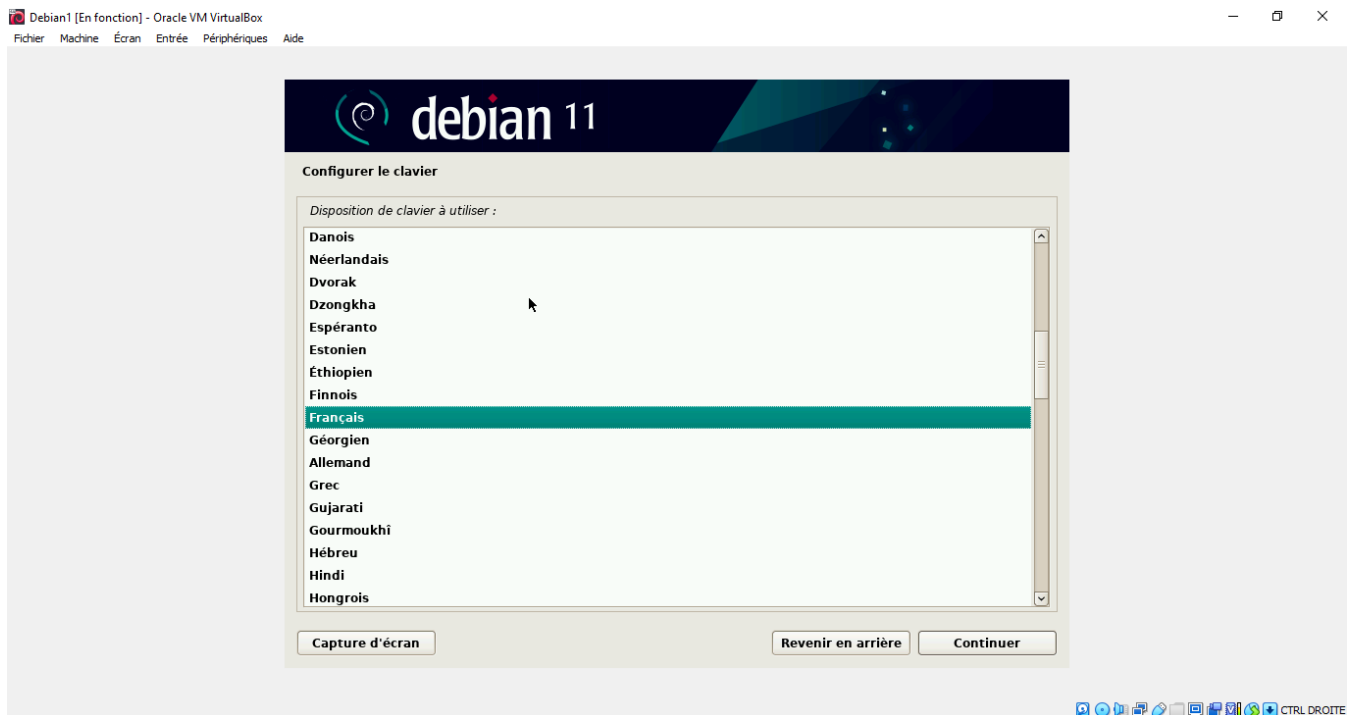 Debian1 [En fonction] - Oracle VM VirtualBox
Fichier Machine Écran Entrée Périphériques Aide
debian 11
Configurer le clavier
Disposition de clavier à utiliser :
Danois
Néerlandais
Dvorak
Dzongkha
Espéranto
Estonien
Éthiopien
Finnois
Français
Géorgien
Allemand
Grec
Gujarati
Gourmoukhî
Hébreu
Hindi
Hongrois
Capture d'écran Revenir en arrière Continuer
CTRL DROITE